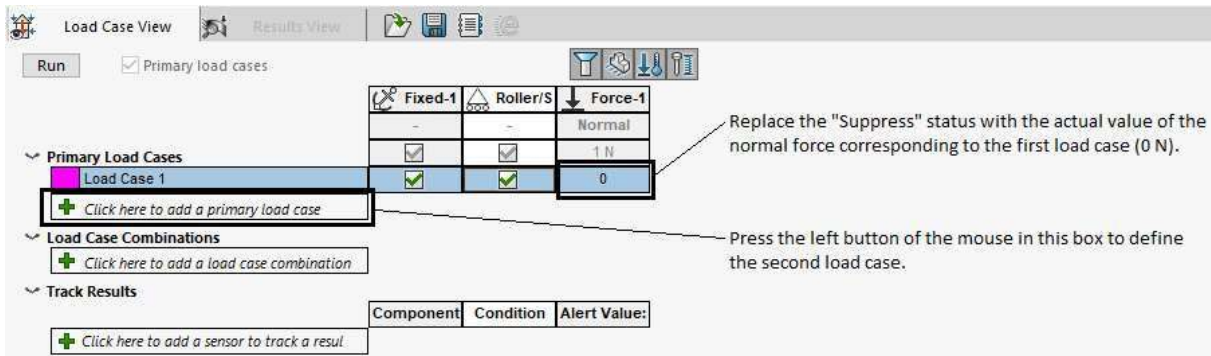 Load Case View
Results View
Run
Primary load cases
Fixed-1
Roller/S
Force-1
-
-
Normal
Replace the "Suppress" status with the actual value of the
normal force corresponding to the first load case (0 N).
Primary Load Cases
1 N
Load Case 1
0
Click here to add a primary load case
Load Case Combinations
Press the left button of the mouse in this box to define
the second load case.
Click here to add a load case combination
Track Results
Component
Condition
Alert Value:
Click here to add a sensor to track a resul